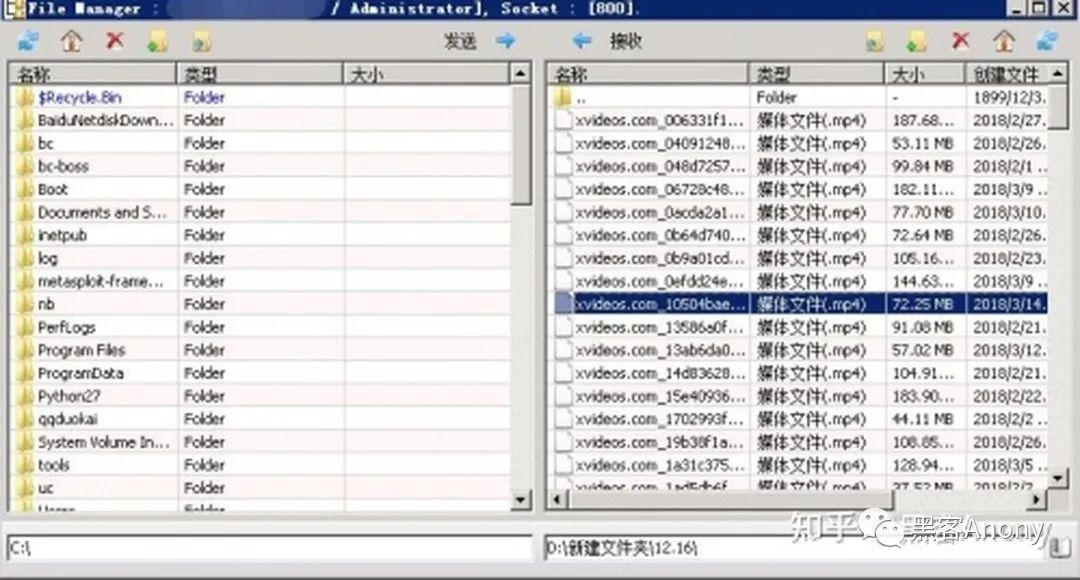 File Manager :
/ Administrator], Socket : [800].
发送
接收
名称 类型 大小
$Recycle.Bin Folder
BaiduNetdiskDown... Folder
bc Folder
bc-boss Folder
Boot Folder
Documents and S... Folder
inetpub Folder
log Folder
metasploit-frame... Folder
nb Folder
PerfLogs Folder
Program Files Folder
ProgramData Folder
Python27 Folder
qqduokai Folder
System Volume In... Folder
tools Folder
uc Folder
Users Folder
C:\
名称 类型 大小 创建文件
.. Folder - 1899/12/3.
xvideos.com_006331f1... 媒体文件(.mp4) 187.68... 2018/2/27.
xvideos.com_04091248... 媒体文件(.mp4) 53.11 MB 2018/2/26.
xvideos.com_048d7257... 媒体文件(.mp4) 99.84 MB 2018/2/1 ..
xvideos.com_06728c48... 媒体文件(.mp4) 182.11... 2018/3/9 ..
xvideos.com_0acda2a1... 媒体文件(.mp4) 77.70 MB 2018/3/10.
xvideos.com_0b64d740... 媒体文件(.mp4) 72.64 MB 2018/2/26.
xvideos.com_0b9a01cd... 媒体文件(.mp4) 105.16... 2018/2/23.
xvideos.com_0efdd24e... 媒体文件(.mp4) 144.63... 2018/3/9 ..
xvideos.com_10504bae... 媒体文件(.mp4) 72.25 MB 2018/3/14.
xvideos.com_13586a0f... 媒体文件(.mp4) 91.08 MB 2018/2/21.
xvideos.com_13ab6da0... 媒体文件(.mp4) 57.02 MB 2018/3/12.
xvideos.com_14d83628... 媒体文件(.mp4) 104.91... 2018/2/21.
xvideos.com_15e40936... 媒体文件(.mp4) 183.90... 2018/2/22.
xvideos.com_1702993f... 媒体文件(.mp4) 44.11 MB 2018/2/2 ..
xvideos.com_19b38f1a... 媒体文件(.mp4) 108.85... 2018/2/26.
xvideos.com_1a31c375... 媒体文件(.mp4) 128.94... 2018/3/5 ..
xvideos.com_1ad5db6f... 媒体文件(.mp4) 37.52 MB 2018/2/2 ..
D:\新建文件夹\12.16\
知乎
黑客Anony